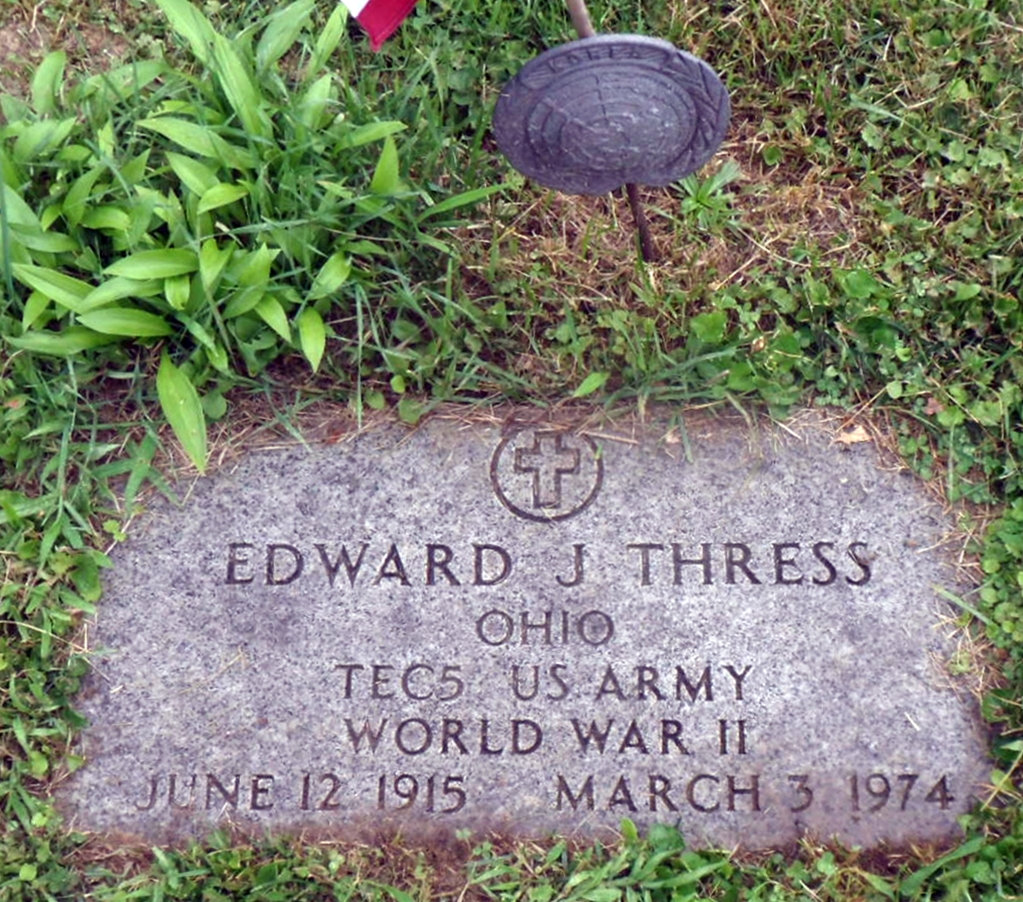 EDWARD J THRESS
OHIO
TEC5 US ARMY
WORLD WAR II
JUNE 12 1915 MARCH 3 1974